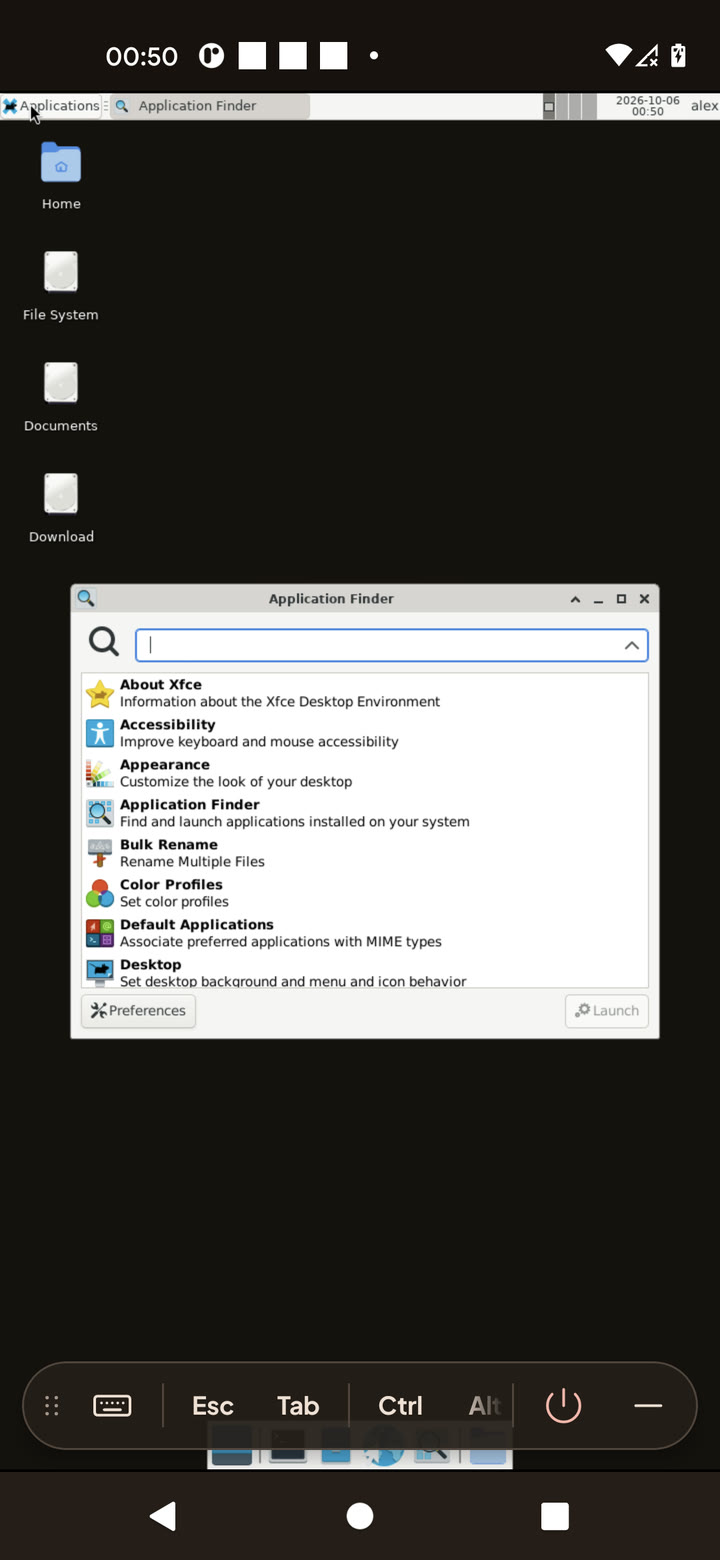 00:50
Applications
Application Finder
2026-10-06
00:50
alex
Home
File System
Documents
Download
Application Finder
About Xfce
Information about the Xfce Desktop Environment
Accessibility
Improve keyboard and mouse accessibility
Appearance
Customize the look of your desktop
Application Finder
Find and launch applications installed on your system
Bulk Rename
Rename Multiple Files
Color Profiles
Set color profiles
Default Applications
Associate preferred applications with MIME types
Desktop
Set desktop background and menu and icon behavior
Preferences
Launch
Esc
Tab
Ctrl
Alt